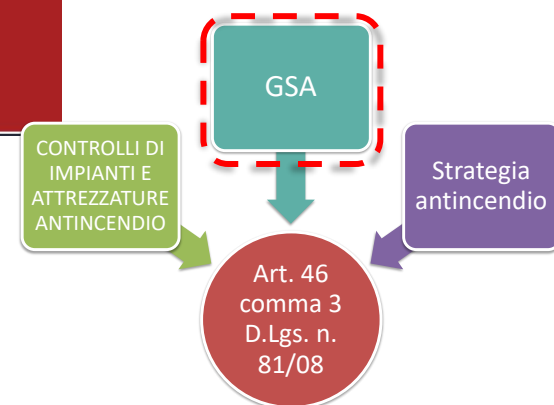 GSA
CONTROLLI DI
IMPIANTI E
ATTREZZATURE
ANTINCENDIO
Strategia
antincendio
Art. 46
comma 3
D.Lgs. n.
81/08